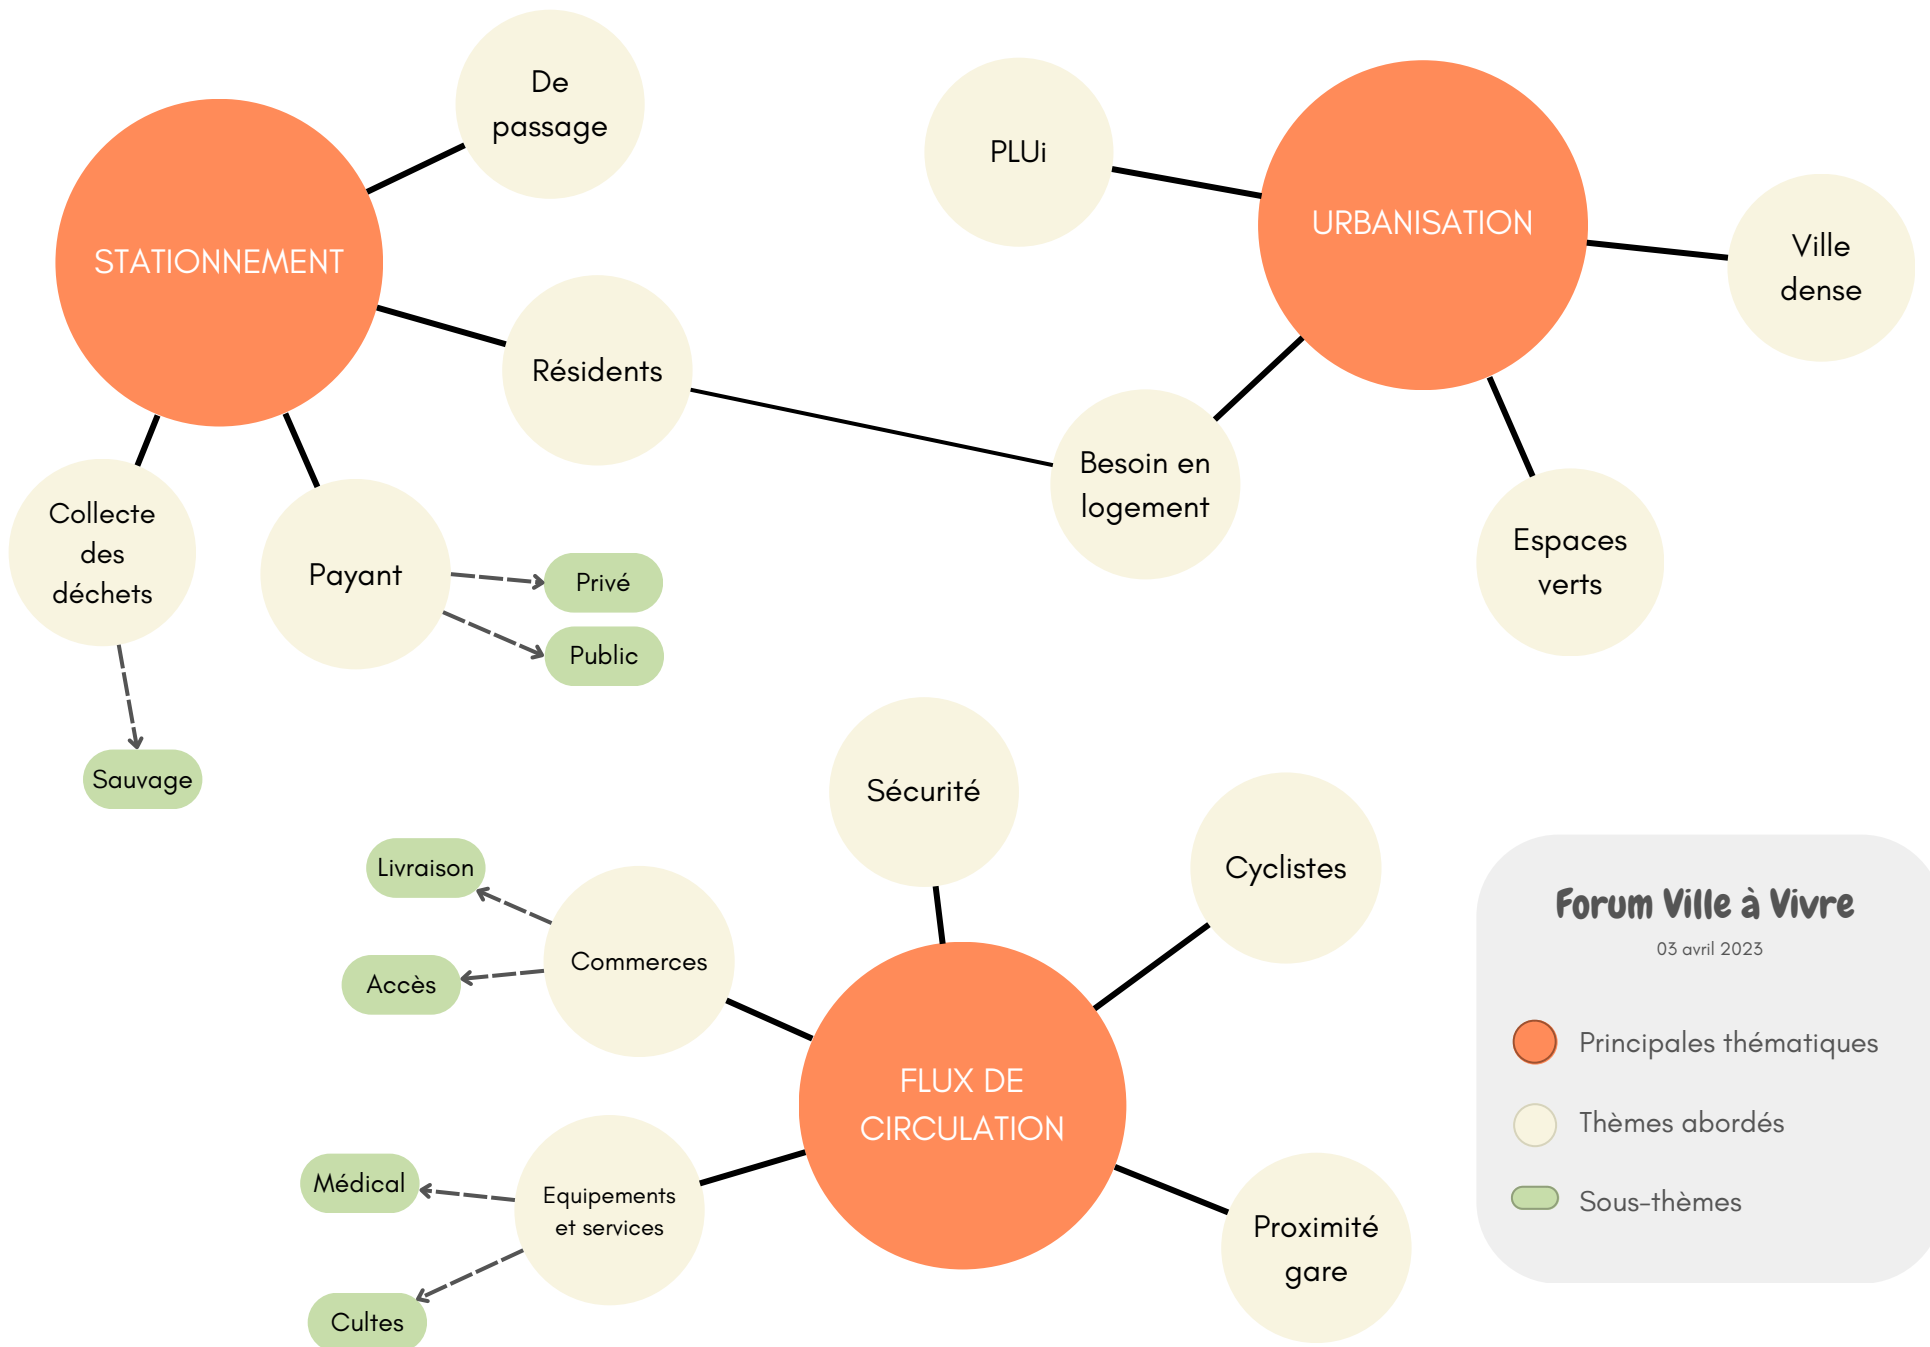 De
passage
STATIONNEMENT
Résidents
Collecte
des
déchets
Payant
Privé
Public
Sauvage
PLUi
URBANISATION
Ville
dense
Besoin en
logement
Espaces
verts
Sécurité
Cyclistes
Livraison
Accès
Commerces
FLUX DE
CIRCULATION
Médical
Equipements
et services
Cultes
Proximité
gare
Forum Ville à Vivre
03 avril 2023
Principales thématiques
Thèmes abordés
Sous-thèmes